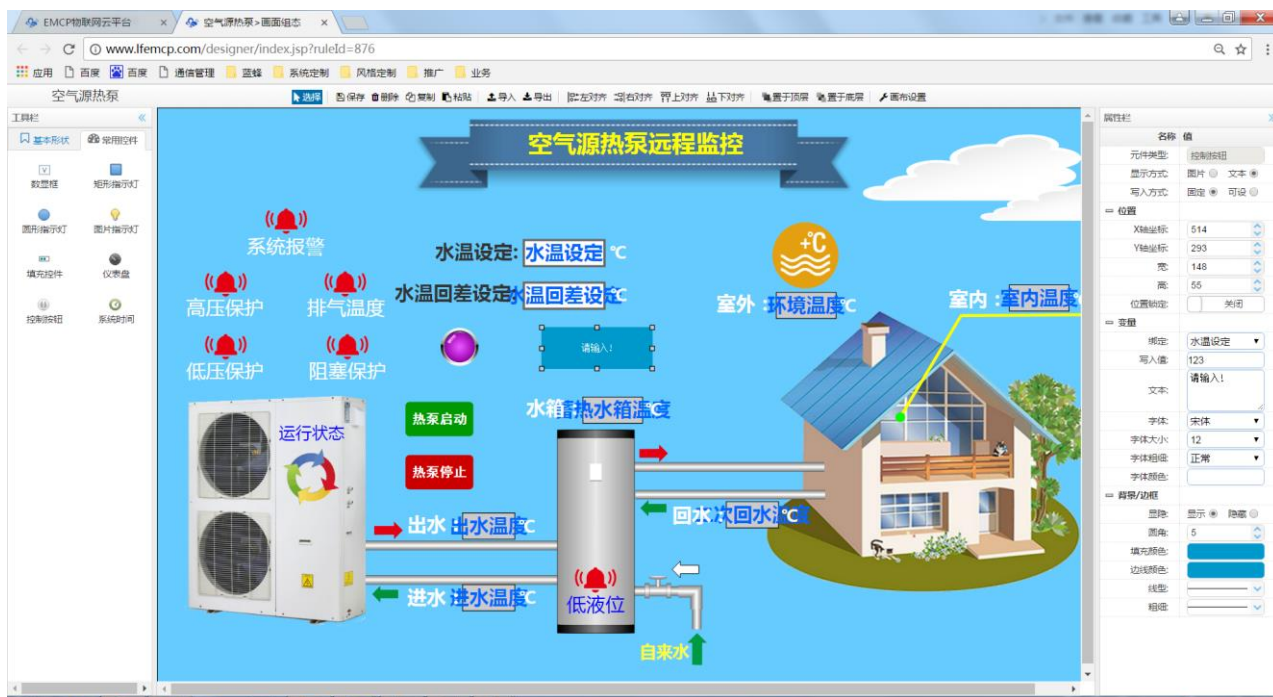 EMCP物联网云平台 × 空气源热泵>画面组态 ×
www.lfemcp.com/designer/index.jsp?ruleId=876
应用 百度 百度 通信管理 蓝蜂 系统定制 风格定制 推广 业务
空气源热泵 选择 保存 删除 复制 粘贴 导入 导出 左对齐 右对齐 上对齐 下对齐 置于顶层 置于底层 画布设置
工具栏
基本形状 常用控件
数显框 矩形指示灯
圆形指示灯 图片指示灯
填充控件 仪表盘
控制按钮 系统时间
空气源热泵远程监控
系统报警
高压保护 排气温度
低压保护 阻塞保护
水温设定: 水温设定 ℃
水温回差设定 水温回差设定 ℃
请输入!
+℃
室外: 环境温度 ℃
室内: 室内温度
热泵启动
热泵停止
运行状态
水箱 蓄热水箱温度 ℃
出水 出水温度 ℃
进水 进水温度 ℃
回水 次回水温度 ℃
低液位
自来水
属性栏
名称 值
元件类型: 控制按钮
显示方式: 图片 文本
写入方式: 固定 可设
位置
X轴坐标: 514
Y轴坐标: 293
宽: 148
高: 55
位置锁定: 关闭
变量
绑定: 水温设定
写入值: 123
文本: 请输入!
字体: 宋体
字体大小: 12
字体粗细: 正常
字体颜色:
背景/边框
显隐: 显示 隐藏
圆角: 5
填充颜色:
边线颜色:
线型:
粗细: